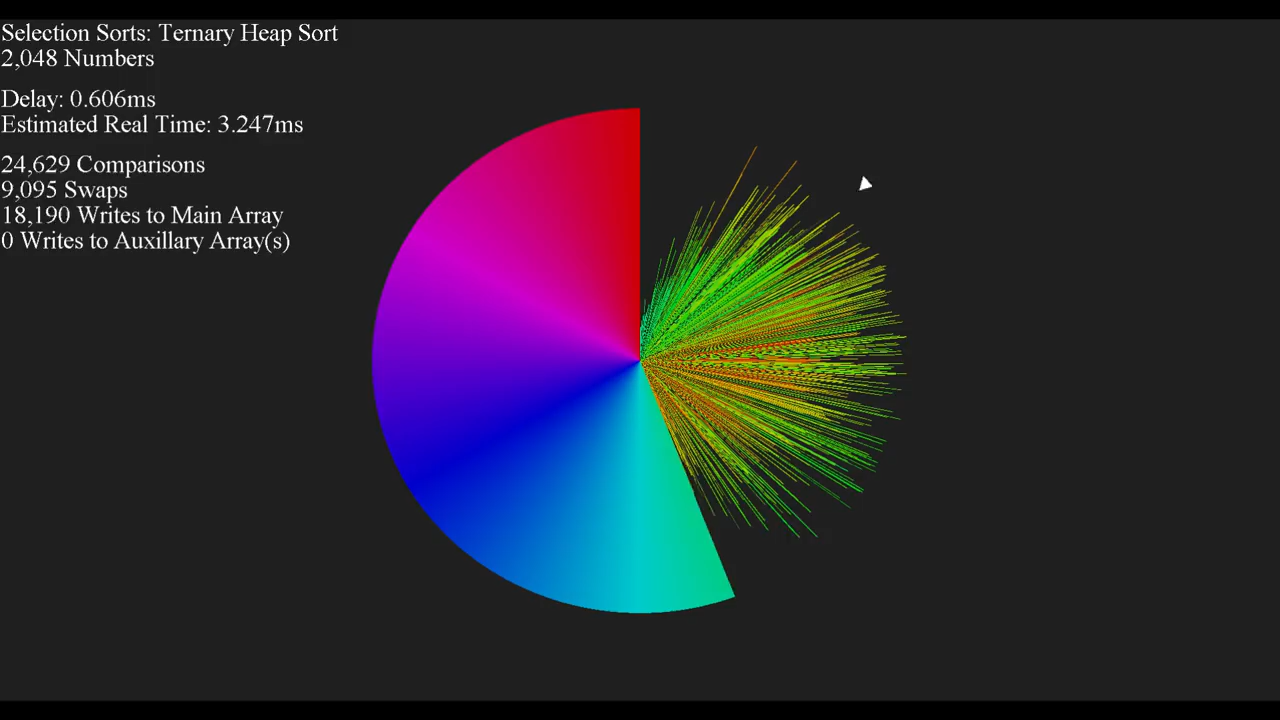 Selection Sorts: Ternary Heap Sort
2,048 Numbers
Delay: 0.606ms
Estimated Real Time: 3.247ms
24,629 Comparisons
9,095 Swaps
18,190 Writes to Main Array
0 Writes to Auxillary Array(s)